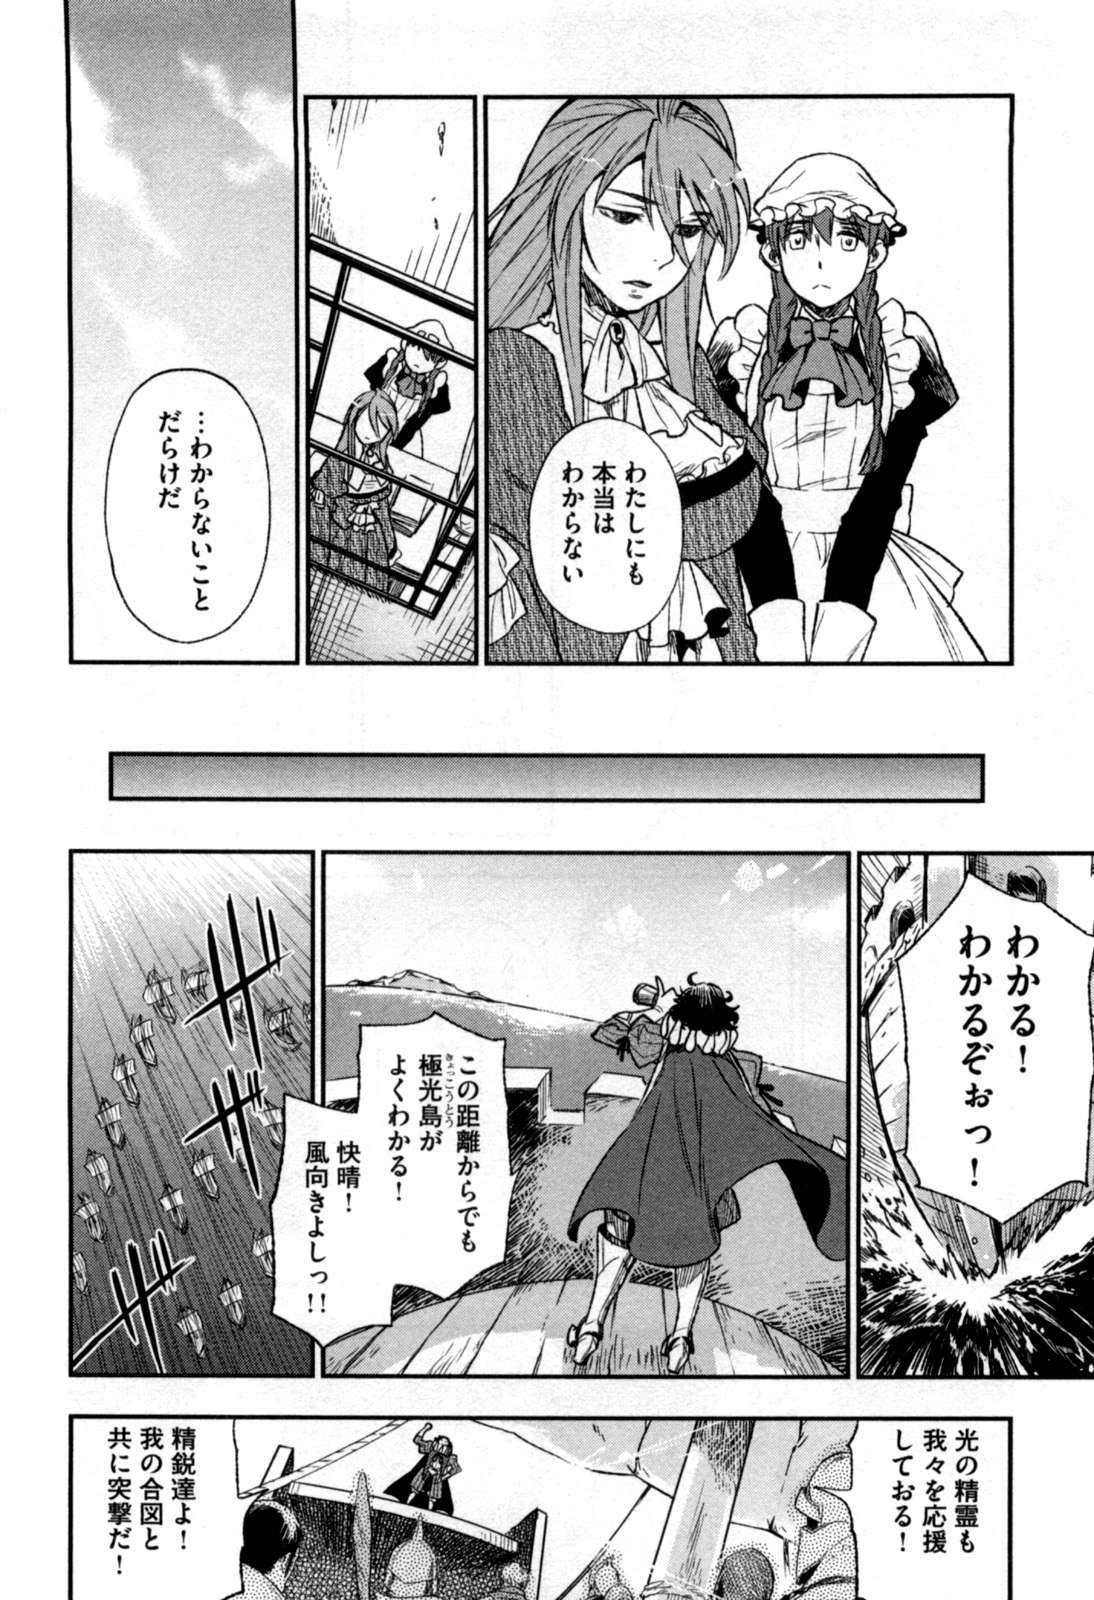 わたしにも
本当は
わからない
…わからないこと
だらけだ
わかる！
わかるぞぉっ！
この距離からでも
極光島が
きょっこうとう
よくわかる！
快晴！
風向きよしっ！！
光の精霊も
我々を応援
しておる！
精鋭達よ！
我の合図と
共に突撃だ！